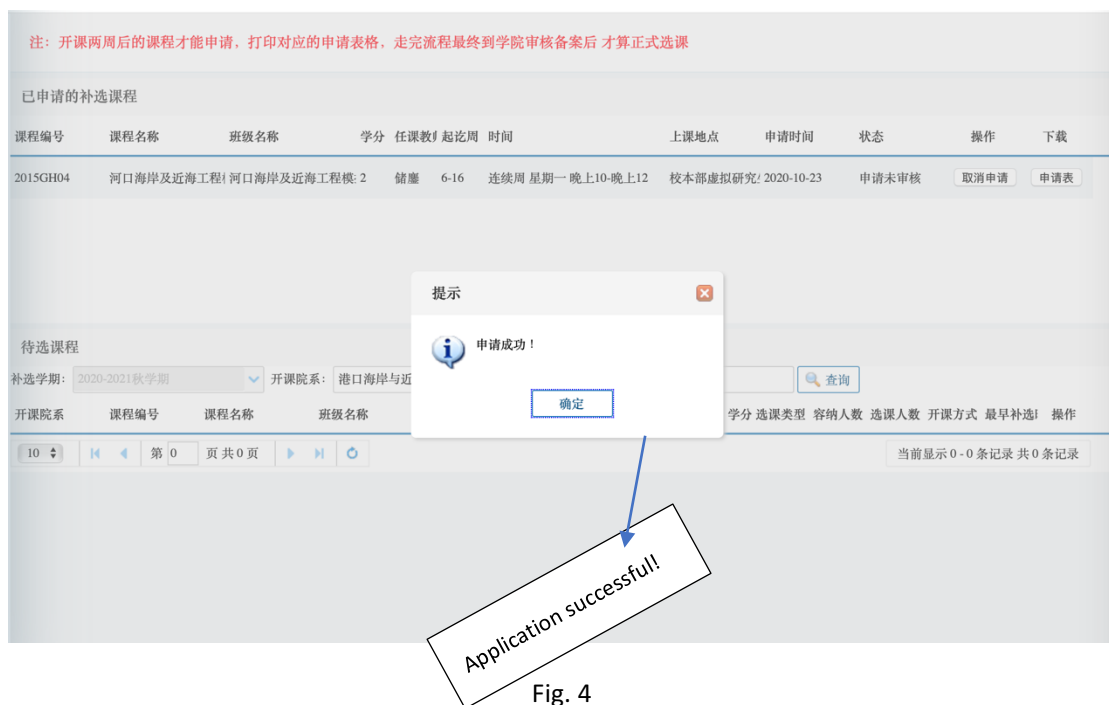 注：开课两周后的课程才能申请，打印对应的申请表格，走完流程最终到学院审核备案后 才算正式选课
已申请的补选课程
课程编号 课程名称 班级名称 学分 任课教师 起讫周 时间 上课地点 申请时间 状态 操作 下载
2015GH04 河口海岸及近海工程 河口海岸及近海工程模 2 储鏖 6-16 连续周 星期一 晚上10-晚上12 校本部虚拟研究 2020-10-23 申请未审核 取消申请 申请表
提示
申请成功！
确定
待选课程
补选学期： 2020-2021秋学期 开课院系： 港口海岸与近 查询
开课院系 课程编号 课程名称 班级名称 学分 选课类型 容纳人数 选课人数 开课方式 最早补选 操作
10 第 0 页 共 0 页 当前显示 0 - 0 条记录 共 0 条记录
Application successful!
Fig. 4